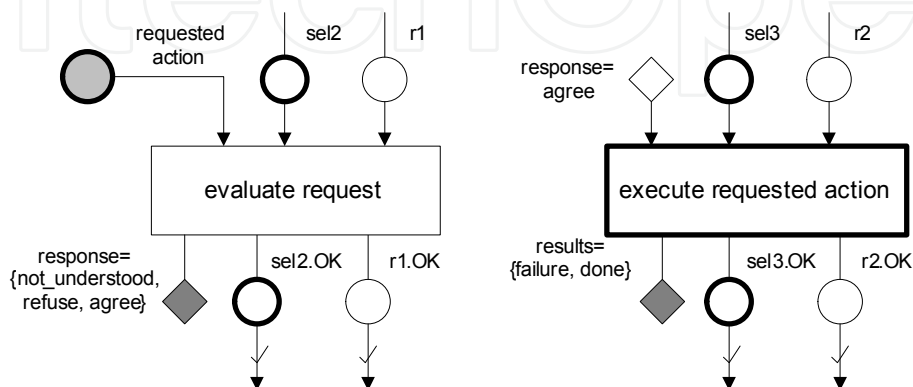 requested
action
sel2
r1
evaluate request
response=
{not_understood,
refuse, agree}
sel2.OK
r1.OK
response=
agree
sel3
r2
execute requested action
results=
{failure, done}
sel3.OK
r2.OK